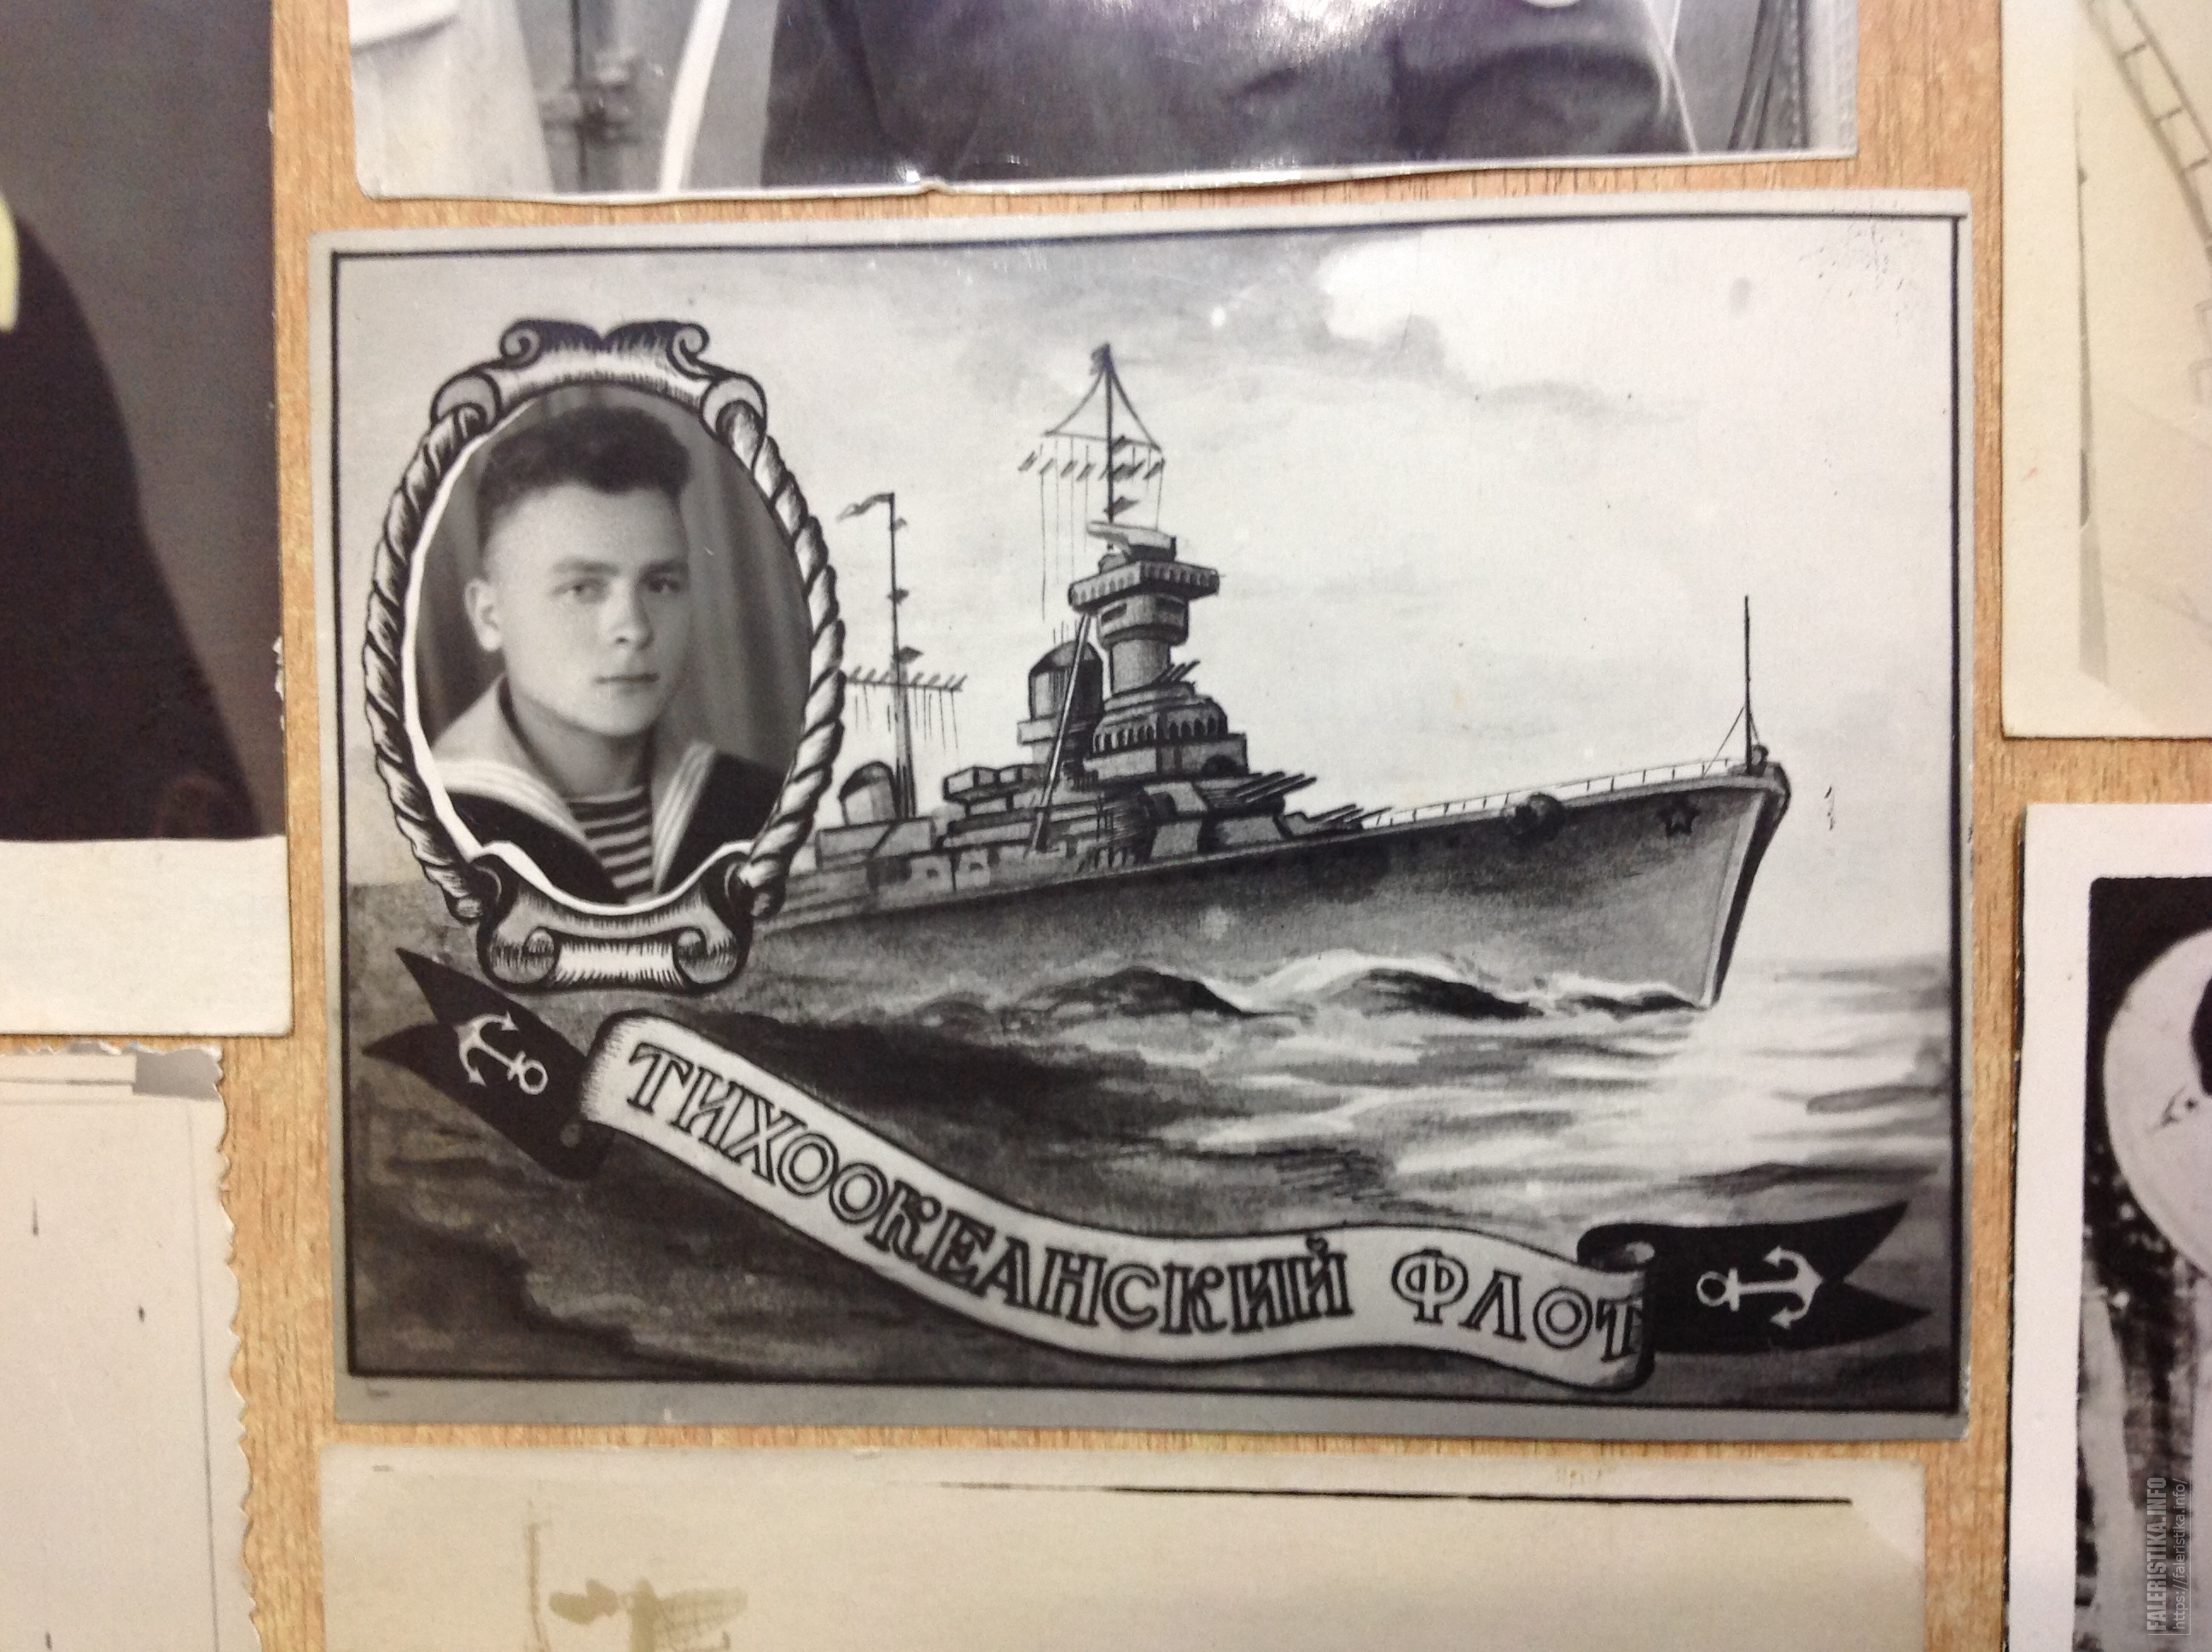 ТИХООКЕАНСКИЙ ФЛОТ
FALERISTIKA.INFO
https://faleristika.info/